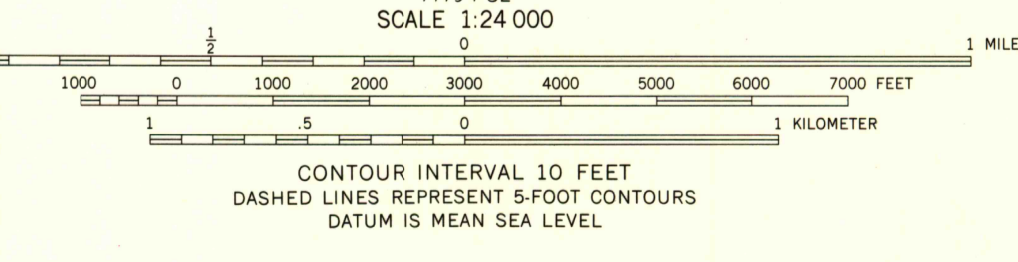 SCALE 1:24 000
1/2 0 1 MILE
1000 0 1000 2000 3000 4000 5000 6000 7000 FEET
1 .5 0 1 KILOMETER
CONTOUR INTERVAL 10 FEET
DASHED LINES REPRESENT 5-FOOT CONTOURS
DATUM IS MEAN SEA LEVEL